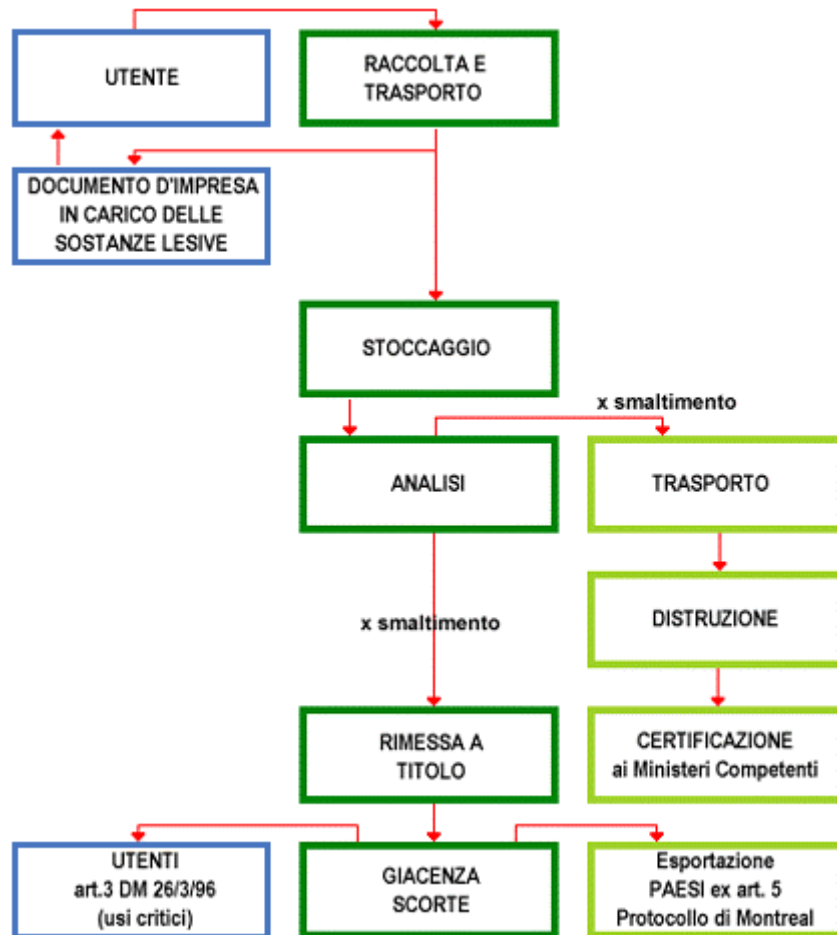 UTENTE
RACCOLTA E
TRASPORTO
DOCUMENTO D'IMPRESA
IN CARICO DELLE
SOSTANZE LESIVE
STOCCAGGIO
x smaltimento
ANALISI
TRASPORTO
x smaltimento
DISTRUZIONE
RIMESSA A
TITOLO
CERTIFICAZIONE
ai Ministeri Competenti
UTENTI
art.3 DM 26/3/96
(usi critici)
GIACENZA
SCORTE
Esportazione
PAESI ex art. 5
Protocollo di Montreal